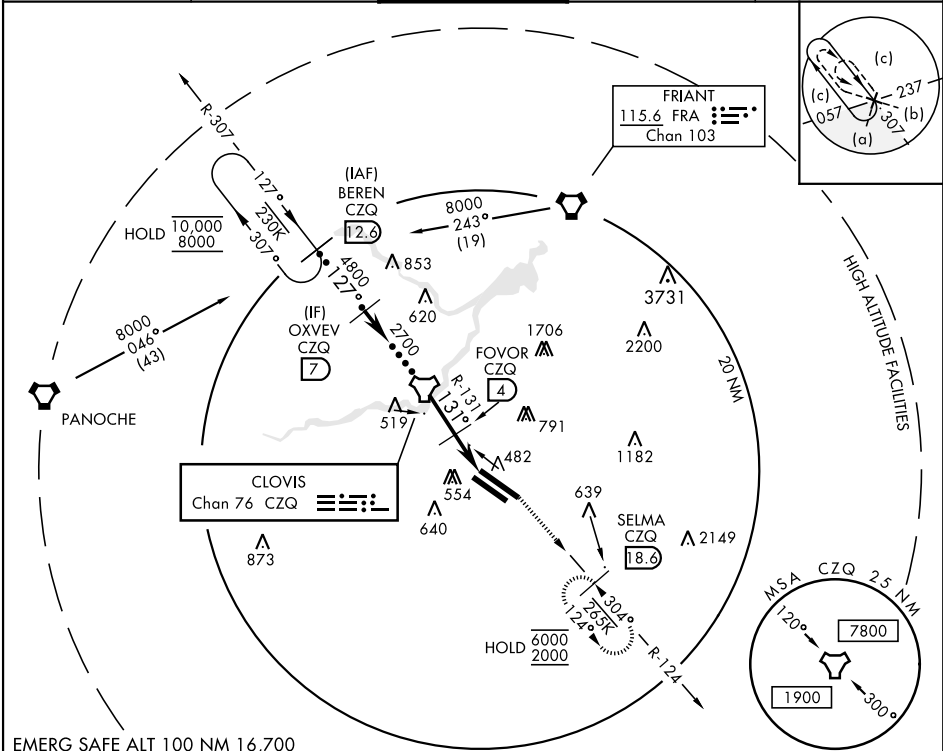 R-307
127°
230K
307°
HOLD 10,000
8000
(IAF)
BEREN
CZQ
12.6
8000
243°
(19)
FRIANT
115.6 FRA
Chan 103
(c)
(c)
237
057
307
(b)
(a)
HIGH ALTITUDE FACILITIES
8000
046°
(43)
PANOCHE
4800
127°
853
620
(IF)
OXVEV
CZQ
7
2700
3731
2200
1706
20 NM
FOVOR
CZQ
4
R-131
131°
519
791
482
1182
CLOVIS
Chan 76 CZQ
554
640
873
639
SELMA
CZQ
18.6
2149
304°
265K
124°
HOLD 6000
2000
R-124
MSA CZQ 25 NM
120°
7800
1900
300°
EMERG SAFE ALT 100 NM 16,700